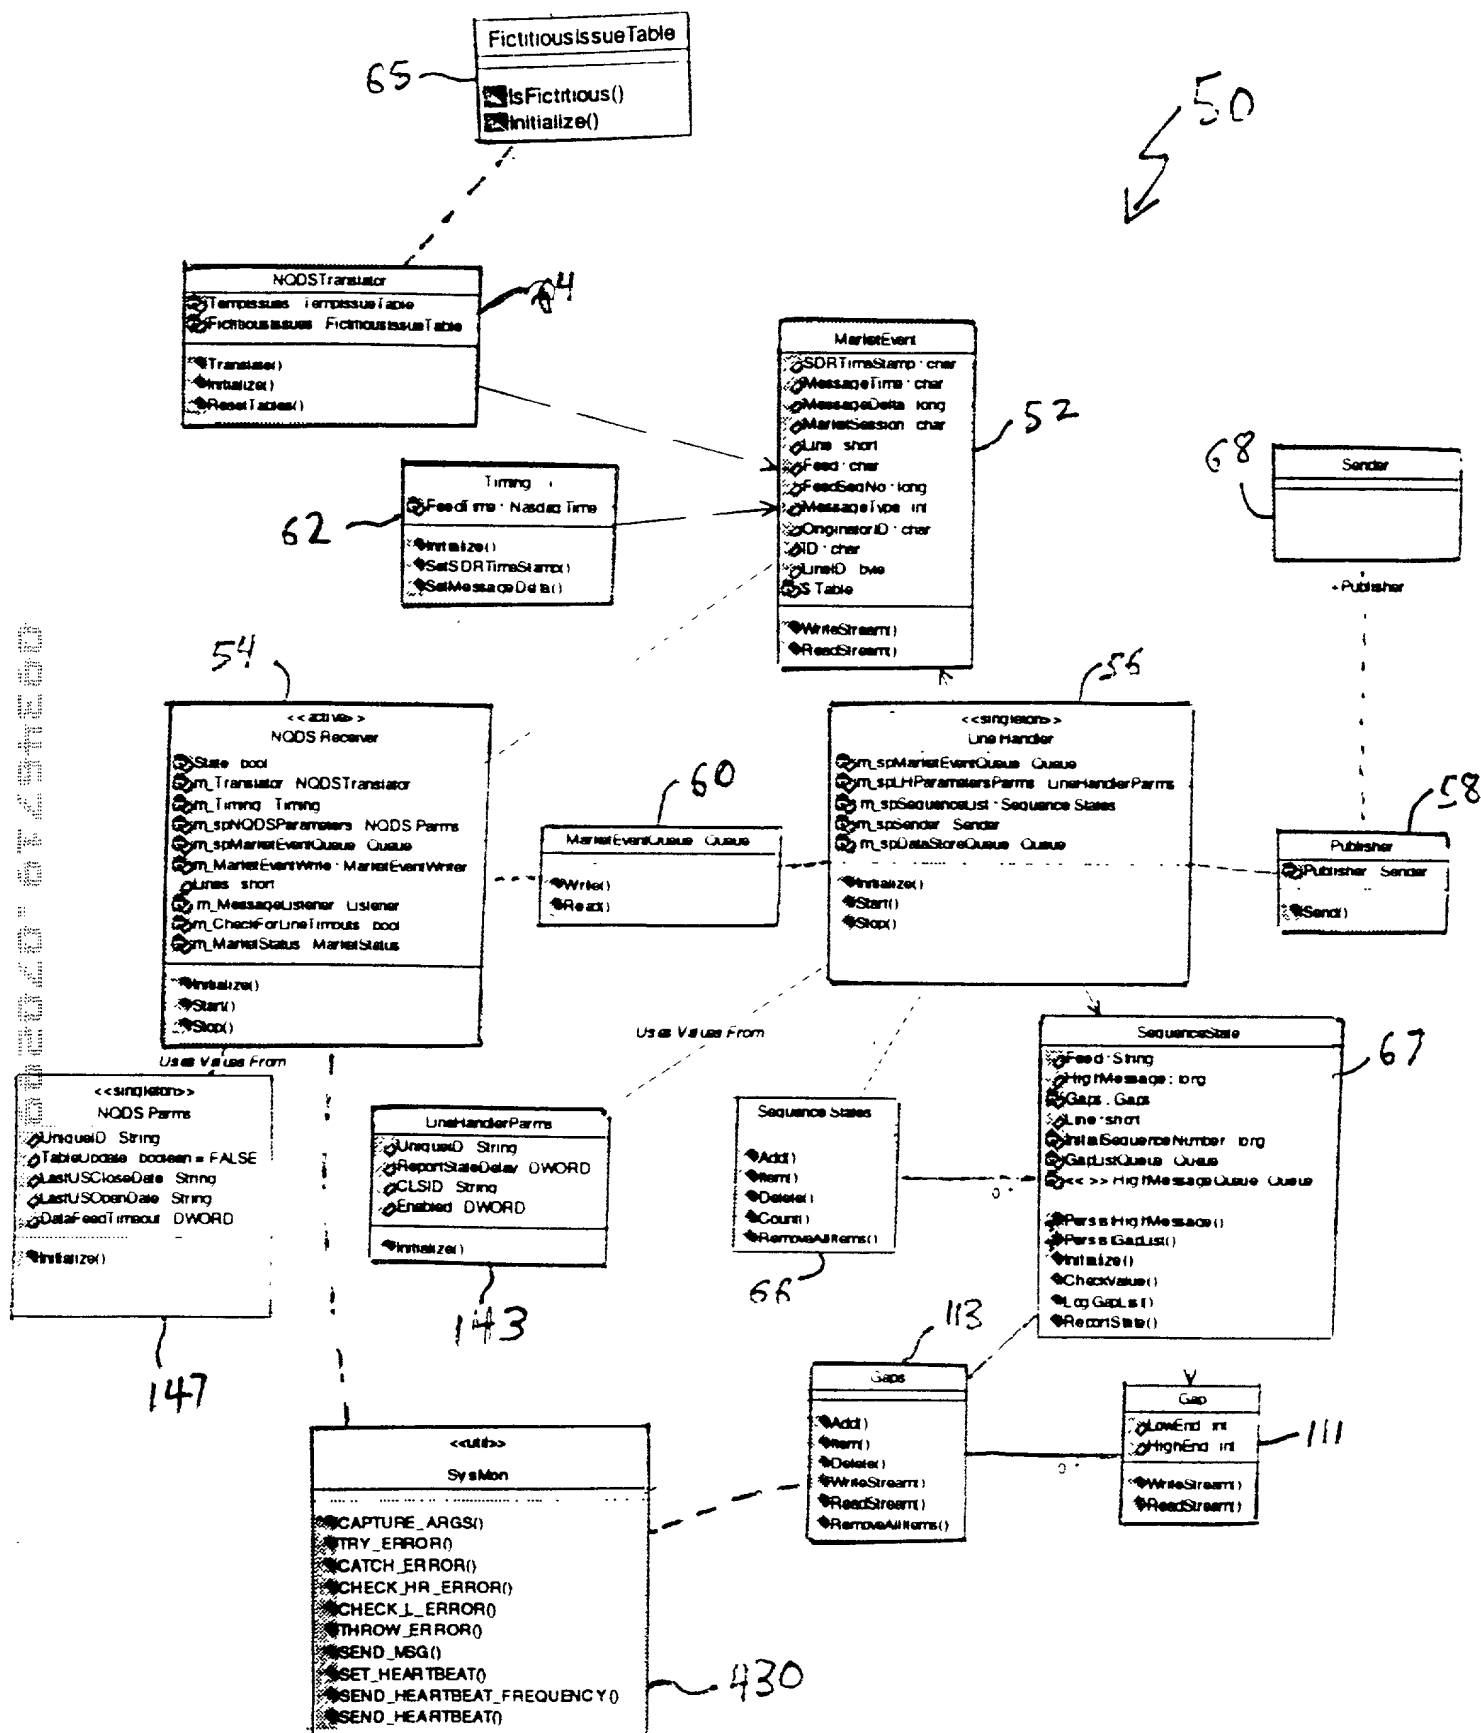 FictitiousIssueTable
IsFictitious()
Initialize()
65
50
NQDSTranslator
TempIssues TempIssueTable
FictitiousIssues FictitiousIssueTable
Translate()
Initialize()
ResetTables()
MarketEvent
SDRTimeStamp : char
MessageTime : char
MessageDelta long
MarketSession char
Line short
Feed : char
FeedSeqNo : long
MessageType int
OriginatorID : char
ID : char
LineID byte
S Table
WriteStream()
ReadStream()
52
Timing
FeedTime : Nasdaq Time
Initialize()
SetSDRTimeStamp()
SetMessageDelta()
62
68
Sender
+Publisher
54
<<active>>
NQDS Receiver
State bool
m_Translator NQDSTranslator
m_Timing Timing
m_spNQDSParameters NQDS Parms
m_spMarketEventQueue Queue
m_MarketEventWrite : MarketEventWriter
Lines short
m_MessageListener Listener
m_CheckForLineTimouts bool
m_MarketStatus MarketStatus
Initialize()
Start()
Stop()
60
MarketEventQueue Queue
Write()
Read()
56
<<singleton>>
Line Handler
m_spMarketEventQueue Queue
m_spLHParametersParms LineHandlerParms
m_spSequenceList : Sequence States
m_spSender Sender
m_spDataStoreQueue Queue
Initialize()
Start()
Stop()
58
Publisher
Publisher Sender
Send()
Uses Values From
Uses Values From
<<singleton>>
NQDS Parms
UniqueID String
TableUpdate boolean = FALSE
LastUSCloseDate String
LastUSOpenDate String
DataFeedTimeout DWORD
Initialize()
147
LineHandlerParms
UniqueID String
ReportStateDelay DWORD
CLSID String
Enabled DWORD
Initialize()
143
Sequence States
Add()
Item()
Delete()
Count()
RemoveAllItems()
66
0..*
SequenceState
Feed : String
HighMessage : long
Gaps : Gaps
Line : short
InitialSequenceNumber long
GapListQueue Queue
<< >> HighMessageQueue Queue
PersistHighMessage()
PersistGapList()
Initialize()
CheckValue()
LogGapList()
ReportState()
67
113
Gaps
Add()
Item()
Delete()
WriteStream()
ReadStream()
RemoveAllItems()
Gap
LowEnd int
HighEnd int
WriteStream()
ReadStream()
111
<<util>>
SysMon
CAPTURE_ARGS()
TRY_ERROR()
CATCH_ERROR()
CHECK_HR_ERROR()
CHECK_L_ERROR()
THROW_ERROR()
SEND_MSG()
SET_HEARTBEAT()
SEND_HEARTBEAT_FREQUENCY()
SEND_HEARTBEAT()
430